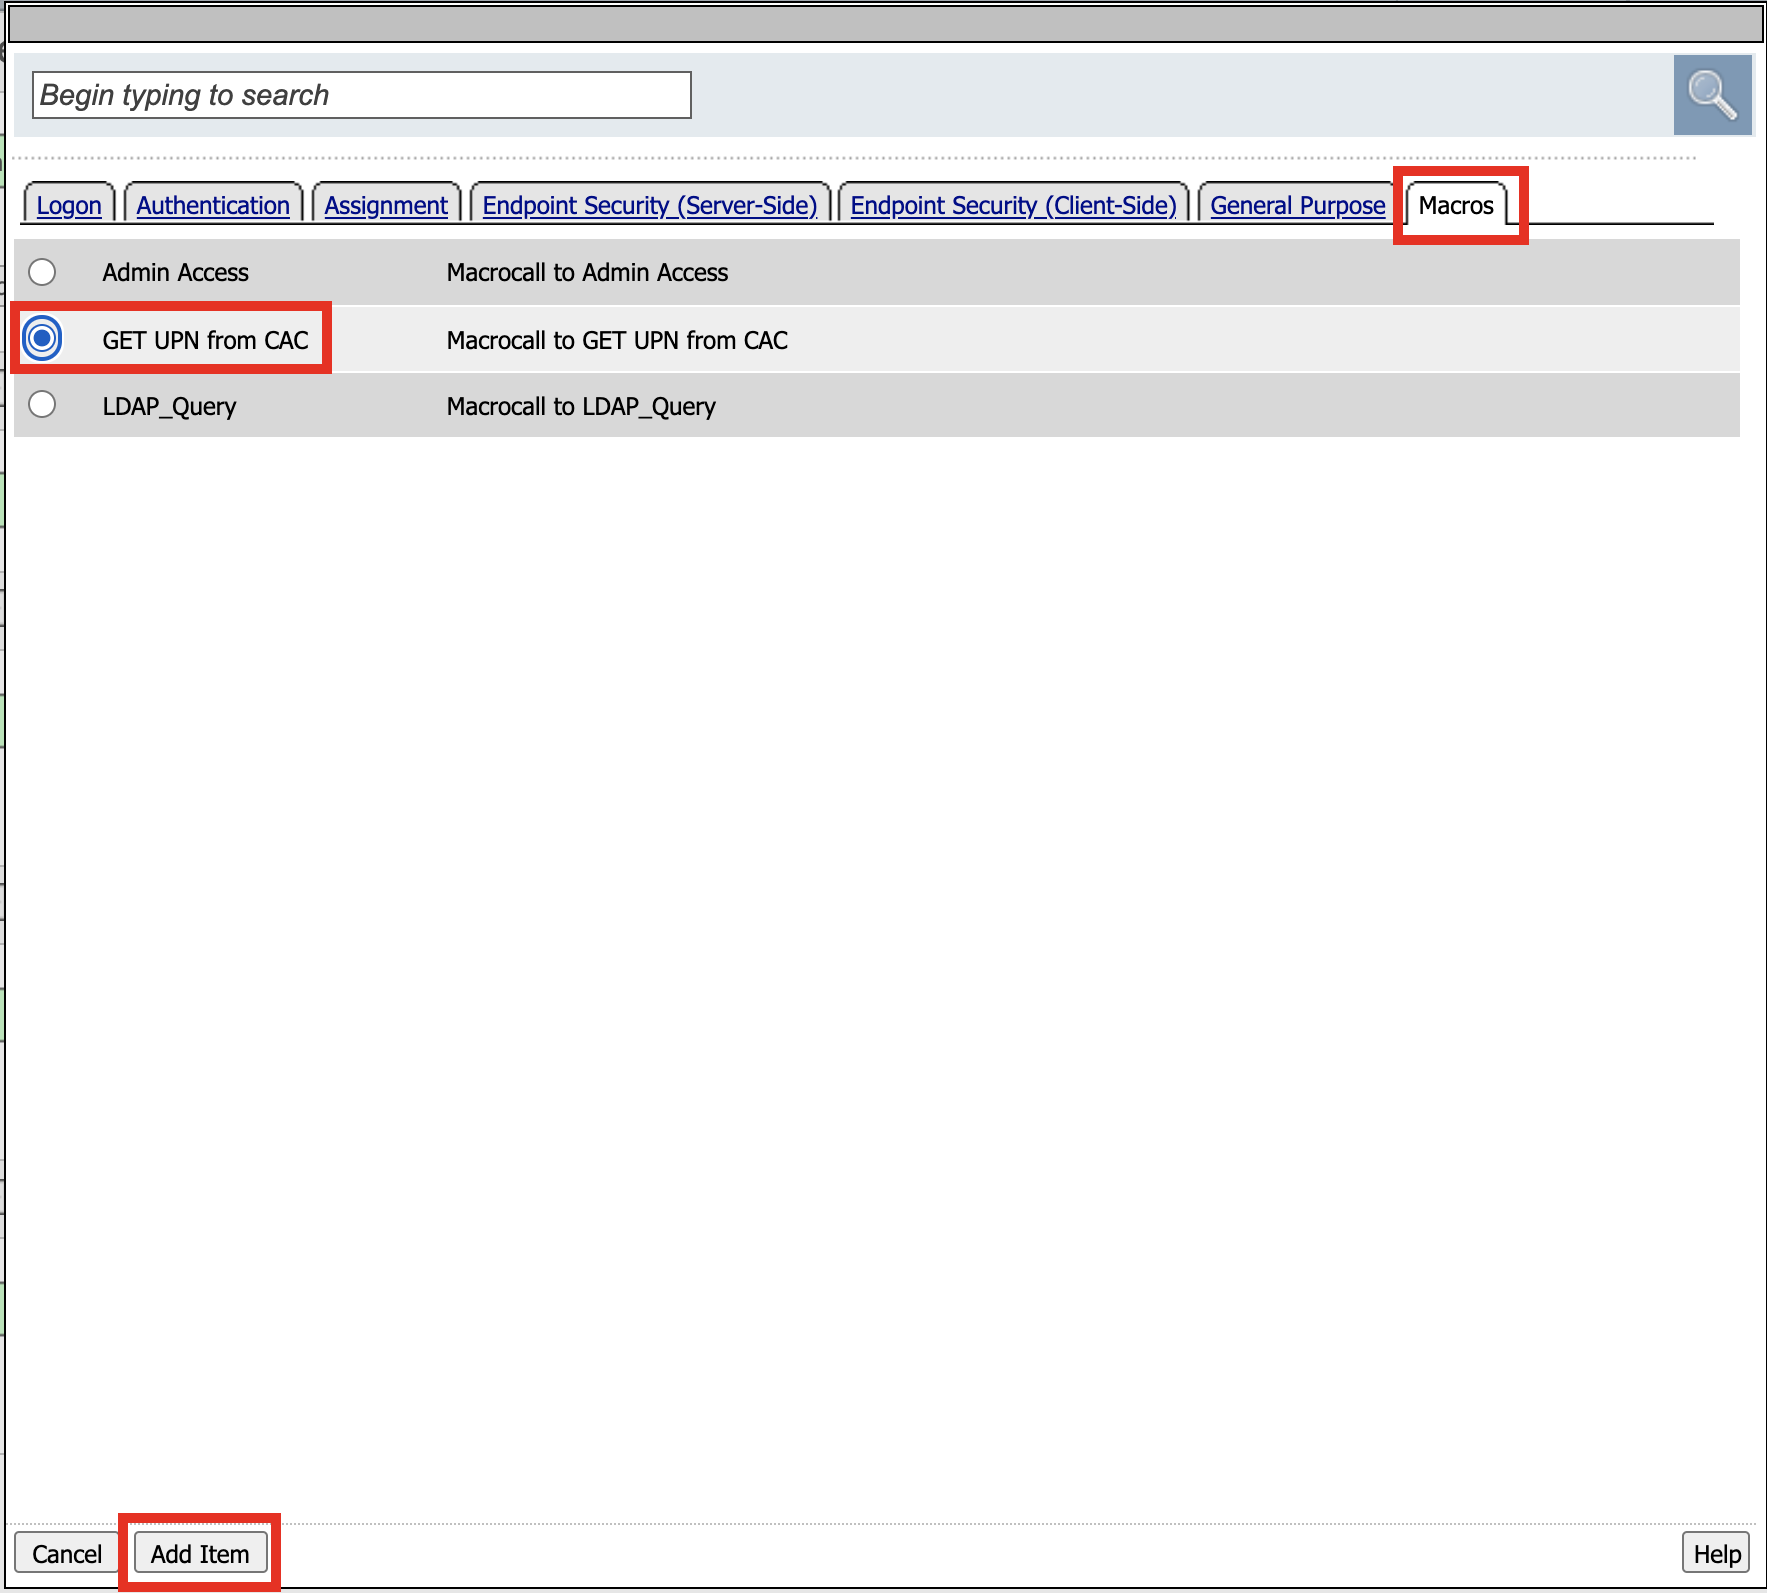 Begin typing to search
Logon Authentication Assignment Endpoint Security (Server-Side) Endpoint Security (Client-Side) General Purpose Macros
Admin Access Macrocall to Admin Access
GET UPN from CAC Macrocall to GET UPN from CAC
LDAP_Query Macrocall to LDAP_Query
Cancel Add Item Help